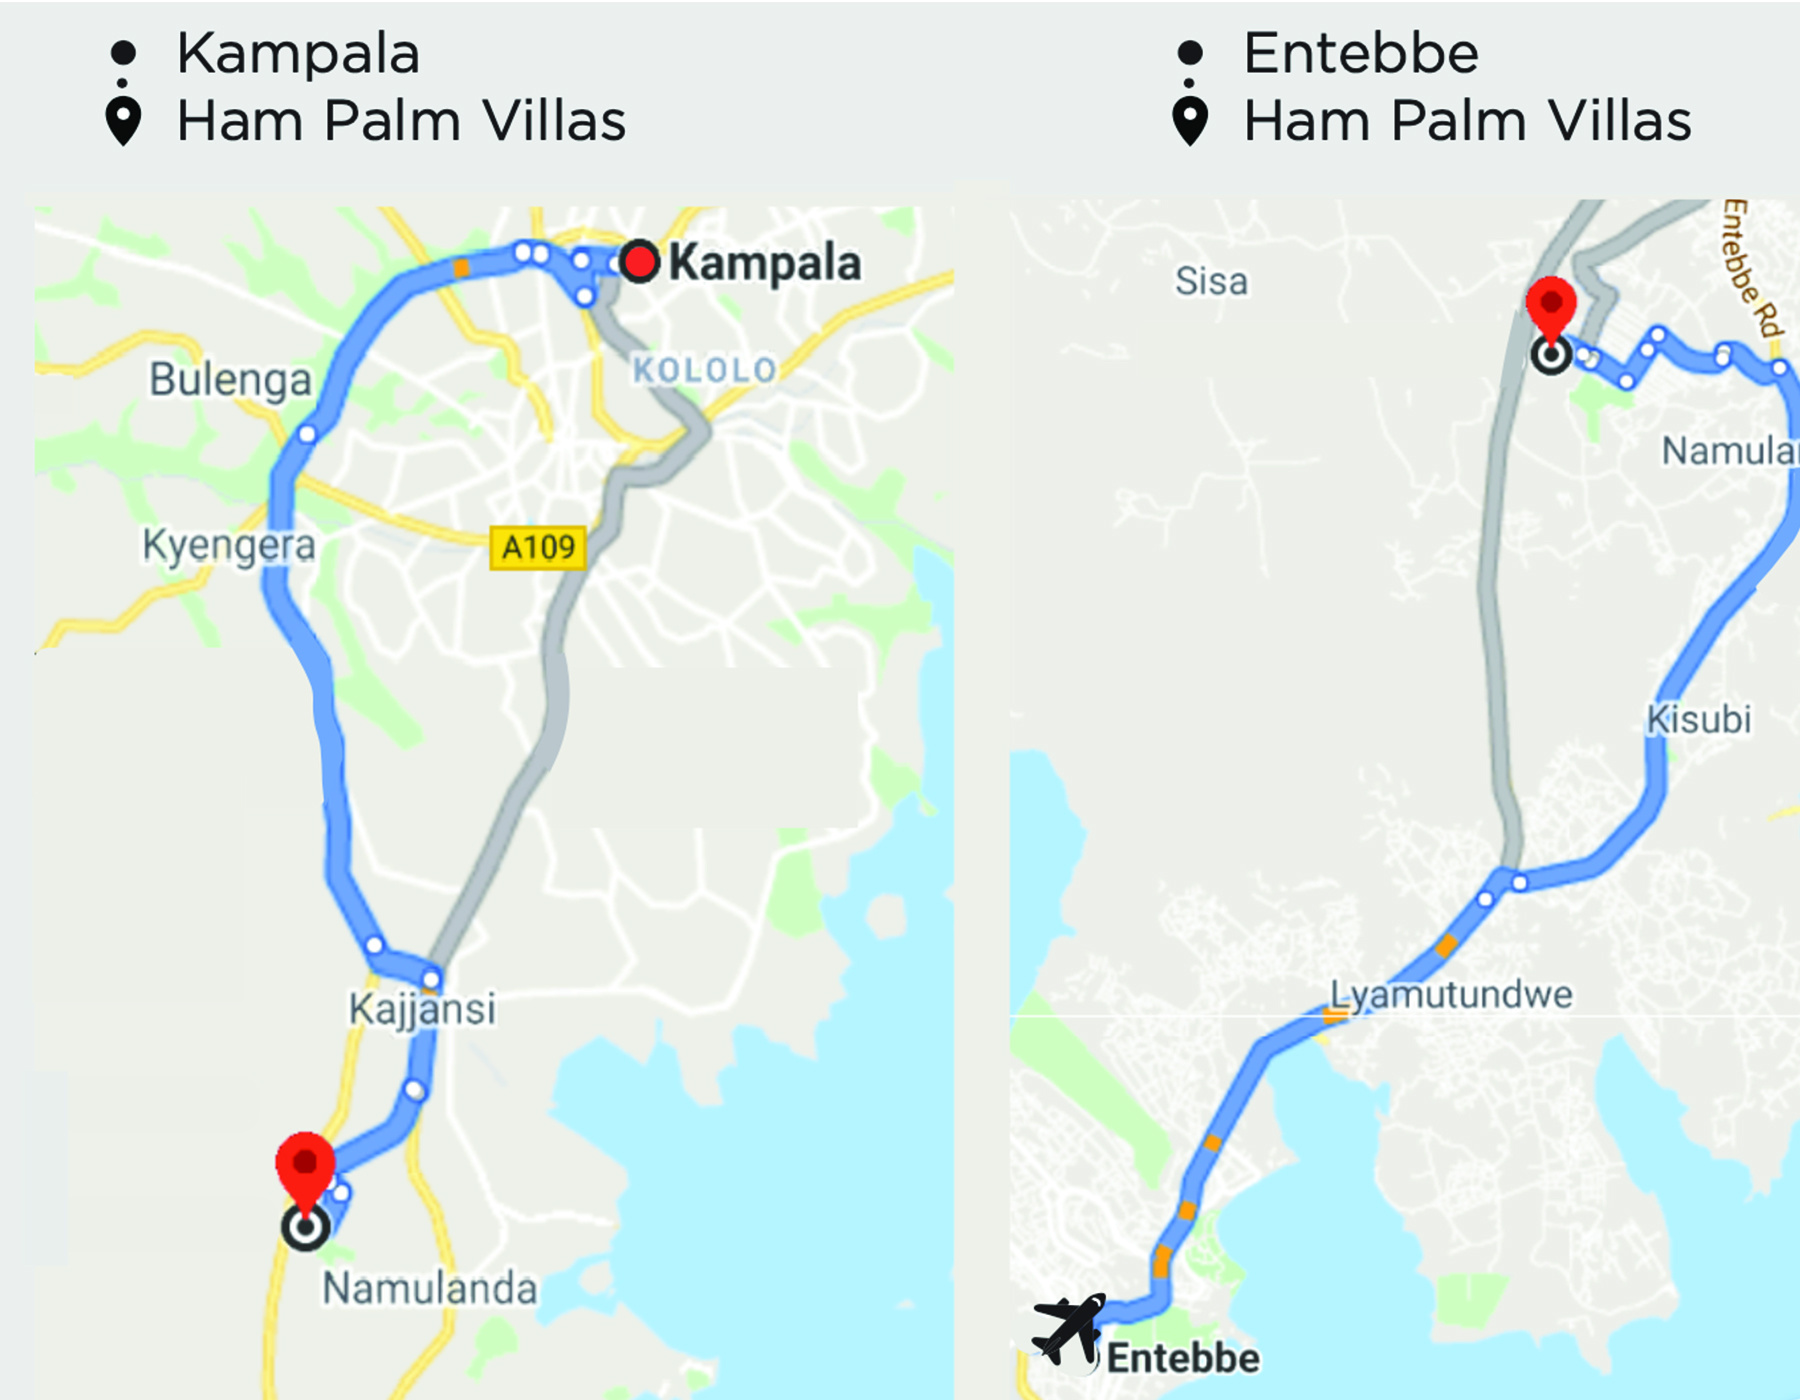 Kampala
Ham Palm Villas
Entebbe
Ham Palm Villas
Kampala
KOLOLO
Bulenga
Kyengera
A109
Kajjansi
Namulanda
Entebbe Rd
Sisa
Namula
Kisubi
Lyamutundwe
Entebbe